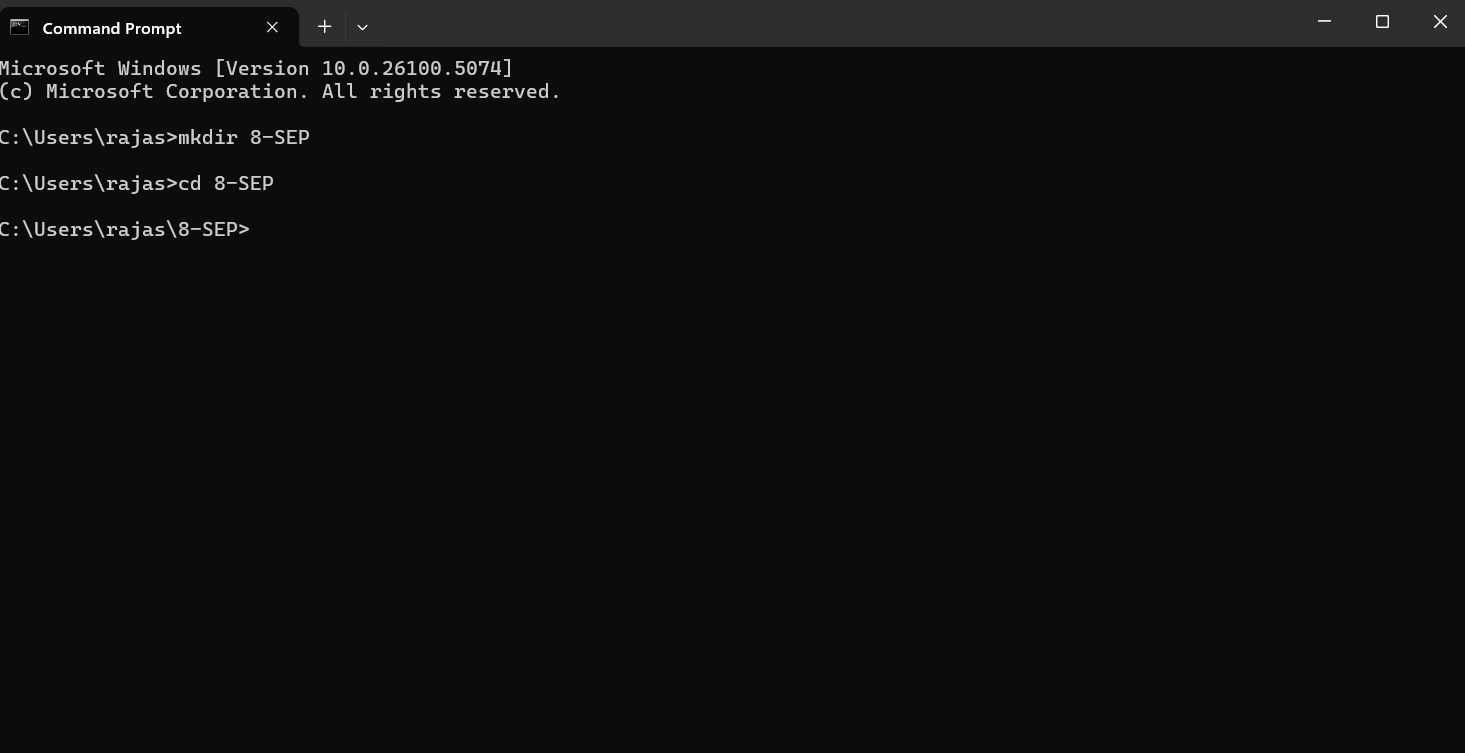 Command Prompt
Microsoft Windows [Version 10.0.26100.5074]
(c) Microsoft Corporation. All rights reserved.
C:\Users\rajas>mkdir 8-SEP
C:\Users\rajas>cd 8-SEP
C:\Users\rajas\8-SEP>